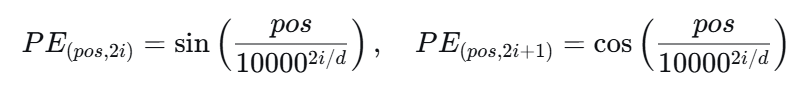 PE_{(pos,2i)} = \sin\left(\frac{pos}{10000^{2i/d}}\right), \quad PE_{(pos,2i+1)} = \cos\left(\frac{pos}{10000^{2i/d}}\right)